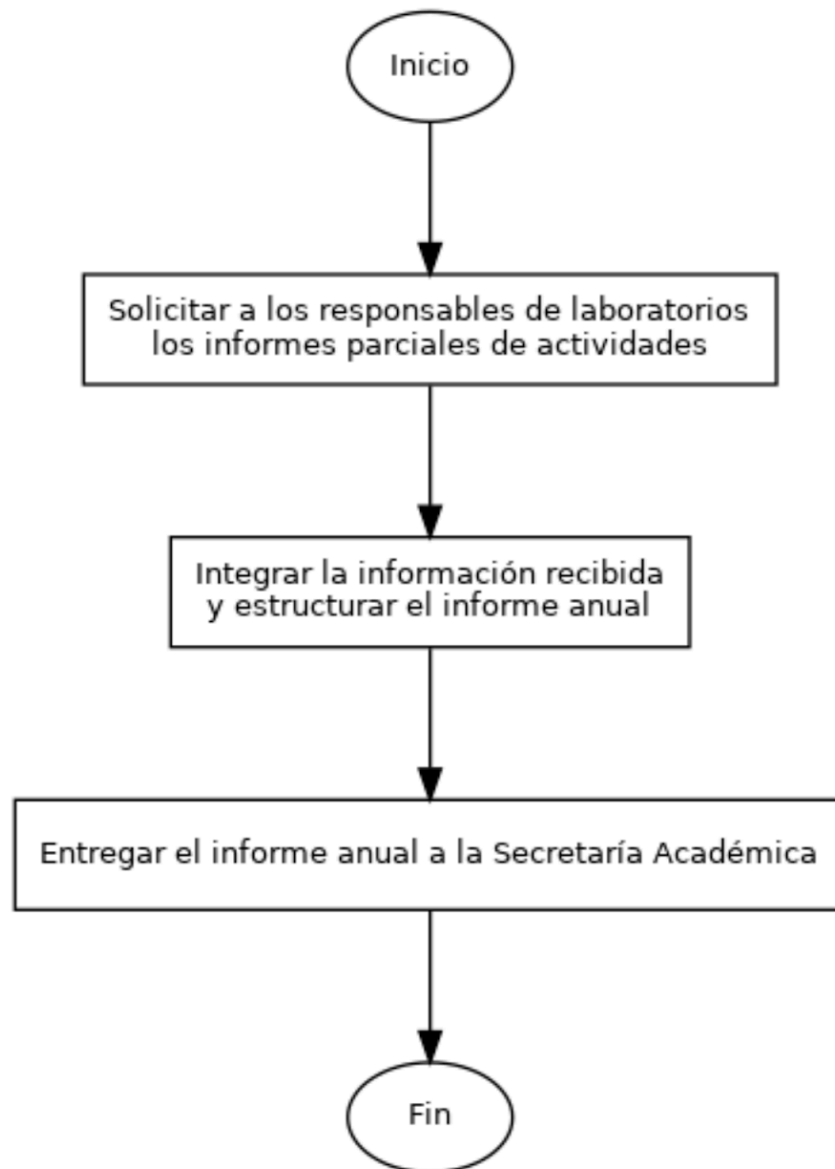 Inicio
Solicitar a los responsables de laboratorios
los informes parciales de actividades
Integrar la información recibida
y estructurar el informe anual
Entregar el informe anual a la Secretaría Académica
Fin